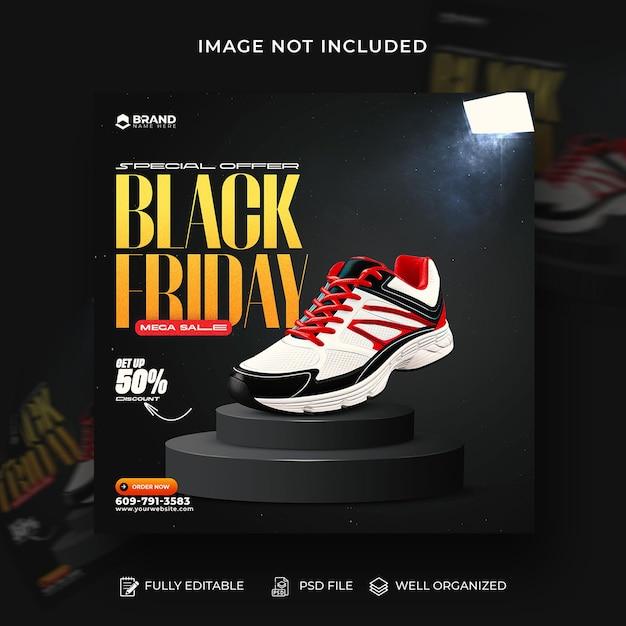 IMAGE NOT INCLUDED
BRAND
NAME HERE
SPECIAL OFFER
BLACK
FRIDAY
MEGA SALE
GET UP
50%
DISCOUNT
ORDER NOW
609-791-3583
www.yourwebsite.com
FULLY EDITABLE
PSD FILE
WELL ORGANIZED